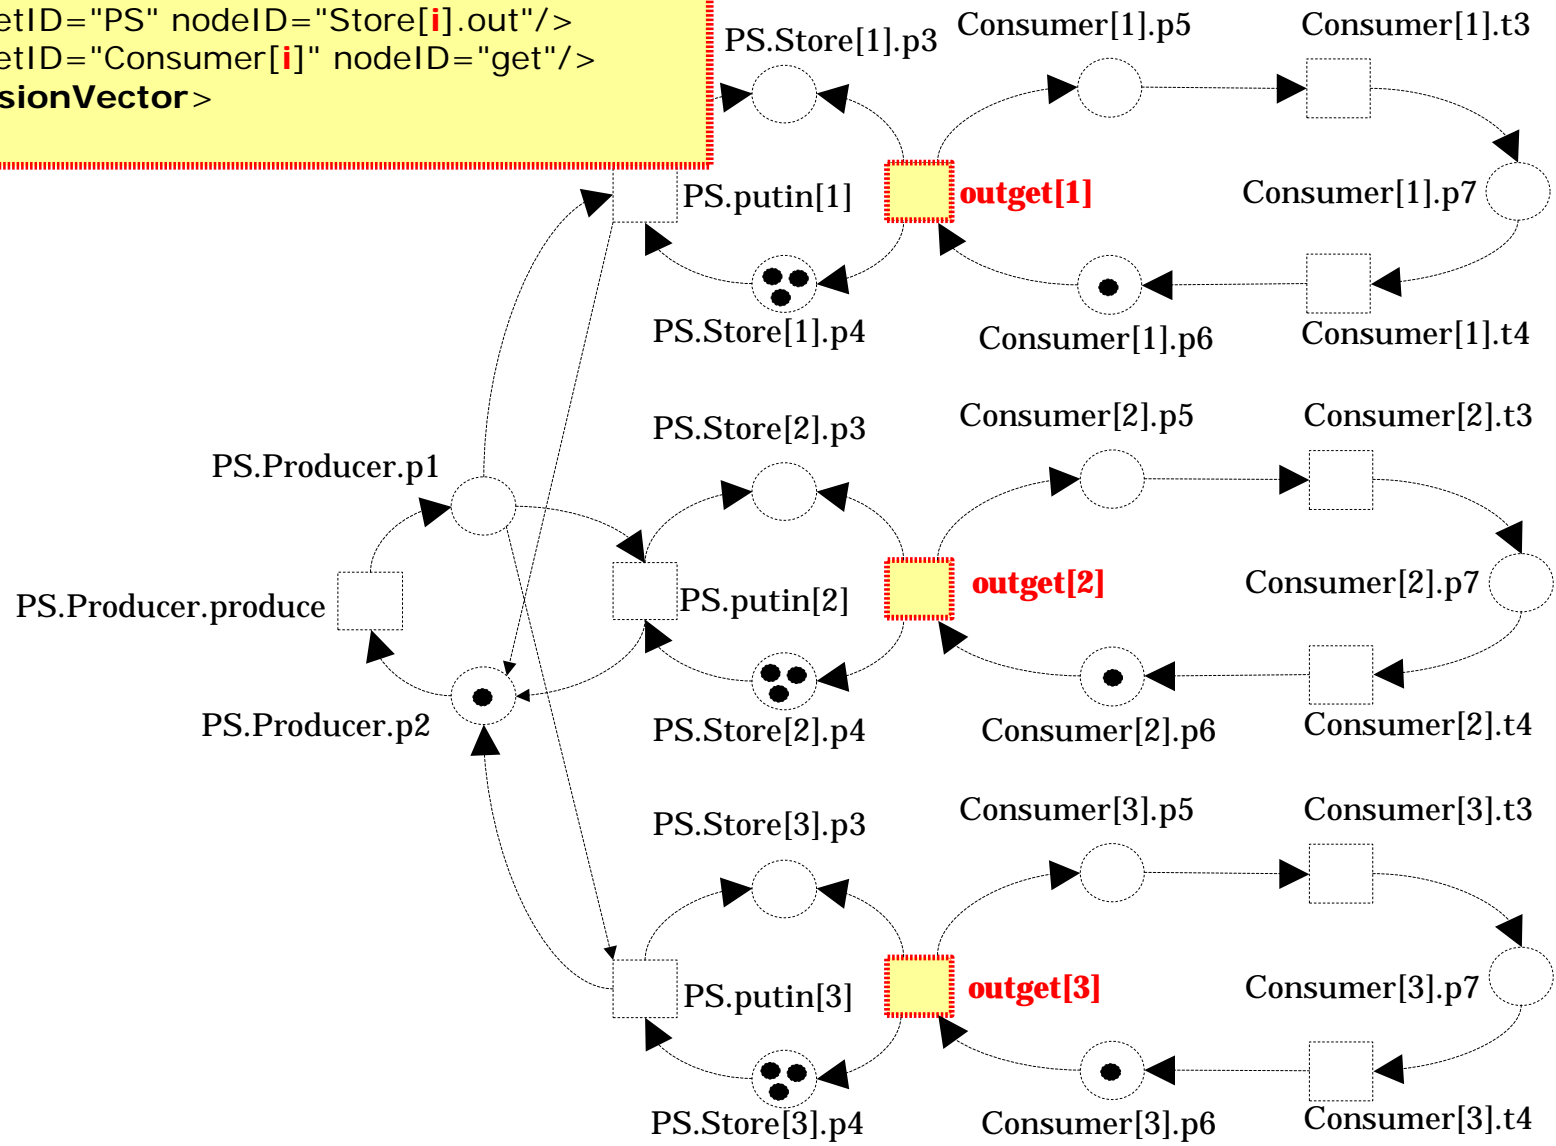 etID="PS" nodeID="Store[i].out"/>
etID="Consumer[i]" nodeID="get"/>
sionVector>
PS.Store[1].p3
Consumer[1].p5
Consumer[1].t3
PS.putin[1]
outget[1]
Consumer[1].p7
PS.Store[1].p4
Consumer[1].p6
Consumer[1].t4
PS.Store[2].p3
Consumer[2].p5
Consumer[2].t3
PS.Producer.p1
PS.Producer.produce
PS.putin[2]
outget[2]
Consumer[2].p7
PS.Producer.p2
PS.Store[2].p4
Consumer[2].p6
Consumer[2].t4
PS.Store[3].p3
Consumer[3].p5
Consumer[3].t3
PS.putin[3]
outget[3]
Consumer[3].p7
PS.Store[3].p4
Consumer[3].p6
Consumer[3].t4